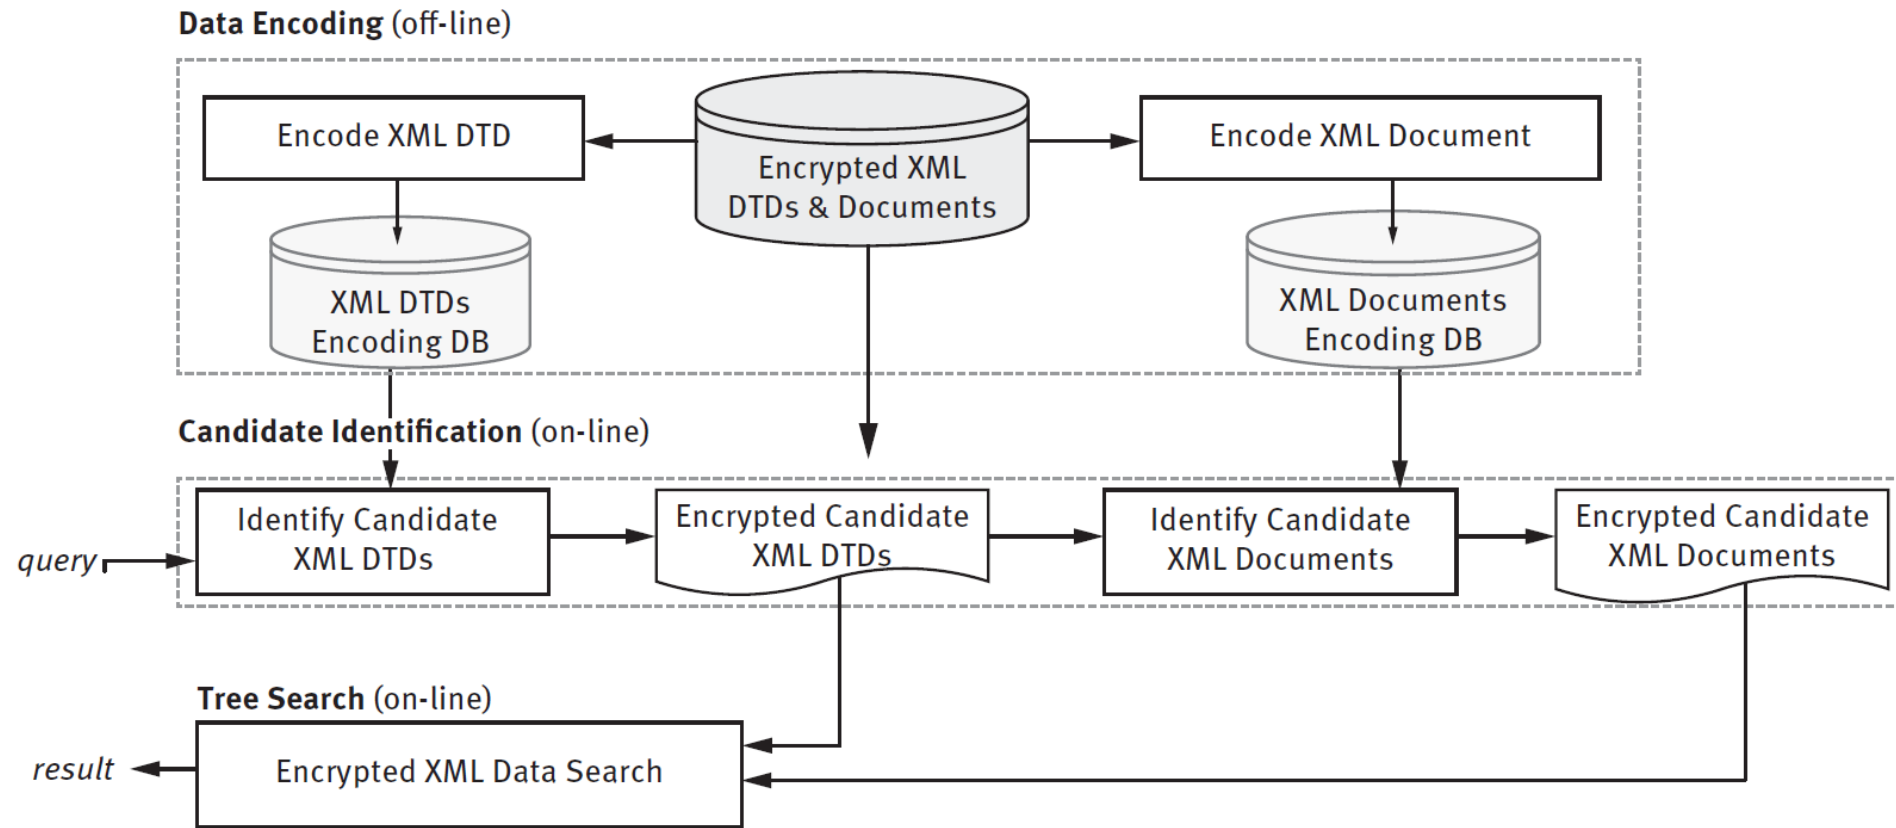 Data Encoding (off-line)
Encode XML DTD
Encrypted XML
DTDs & Documents
Encode XML Document
XML DTDs
Encoding DB
XML Documents
Encoding DB
Candidate Identification (on-line)
query
Identify Candidate
XML DTDs
Encrypted Candidate
XML DTDs
Identify Candidate
XML Documents
Encrypted Candidate
XML Documents
Tree Search (on-line)
result
Encrypted XML Data Search